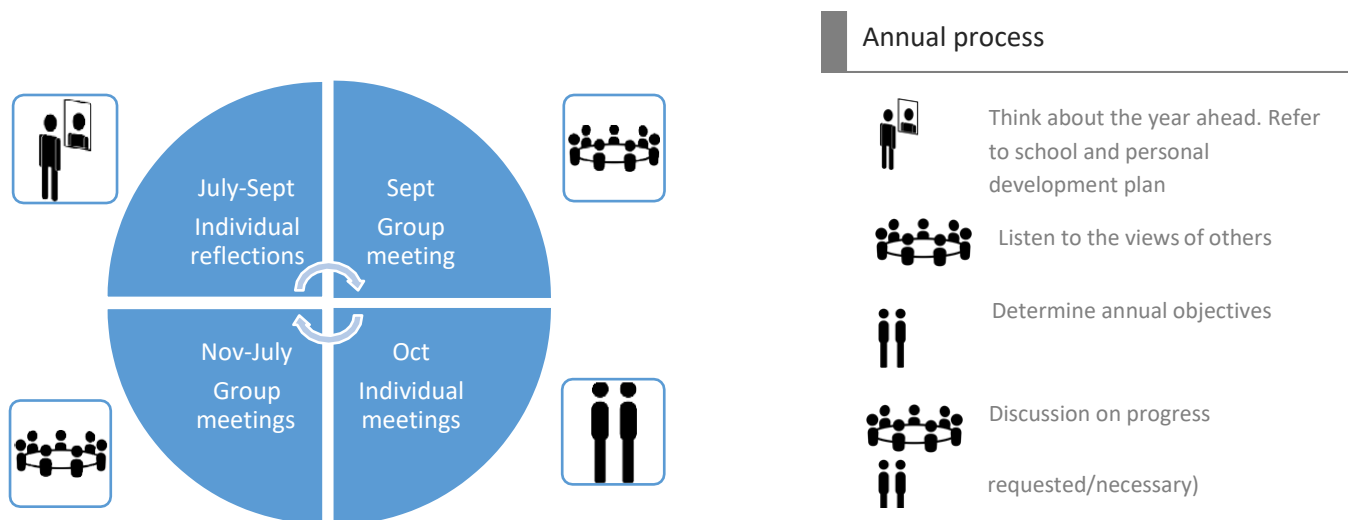 July-Sept
Individual
reflections
Sept
Group
meeting
Nov-July
Group
meetings
Oct
Individual
meetings
Annual process
Think about the year ahead. Refer
to school and personal
development plan
Listen to the views of others
Determine annual objectives
Discussion on progress
requested/necessary)